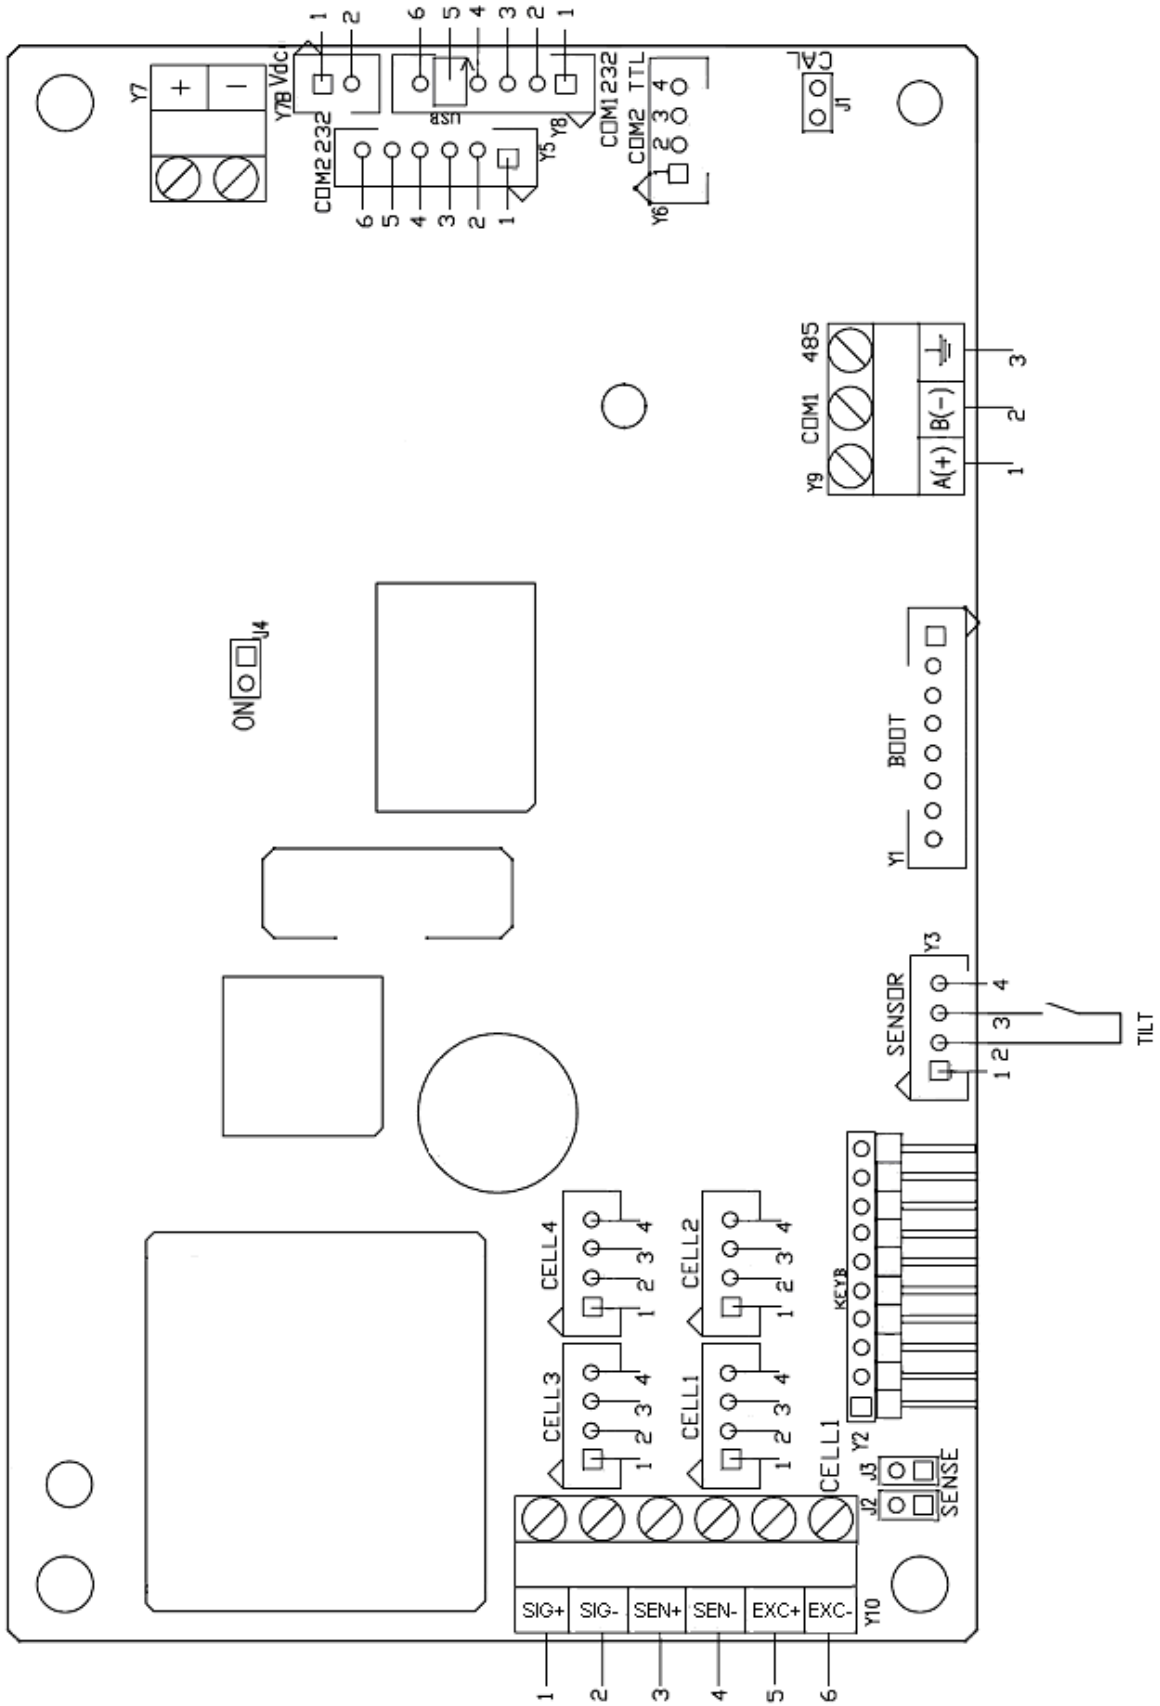 1
2
6
5
4
3
2
1
Y7
+
-
Y7B Vdc
USB
Y8
COM1 232
COM2 232
Y5
6
5
4
3
2
1
COM2 TTL
1 2 3 4
Y6
CAL
J1
COM1 485
Y9
A(+) B(-)
1
2
3
J4
ON
BOOT
Y1
SENSOR
Y3
1
2
3
4
TILT
CELL4
1 2 3 4
CELL2
1 2 3 4
CELL3
1 2 3 4
CELL1
1 2 3 4
KEYB
Y2
CELL1
J3
J2
SENSE
SIG+ SIG- SEN+ SEN- EXC+ EXC-
Y10
1
2
3
4
5
6